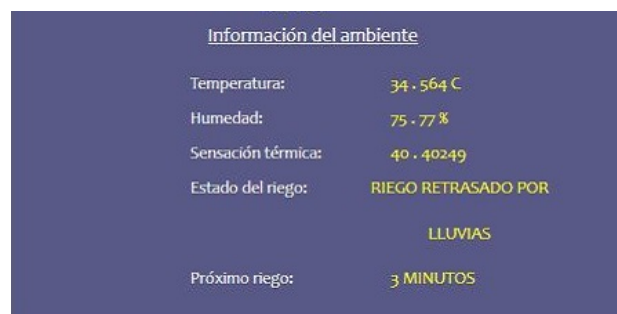 Información del ambiente
Temperatura: 34.564 C
Humedad: 75.77 %
Sensación térmica: 40.40249
Estado del riego: RIEGO RETRASADO POR
LLUVIAS
Próximo riego: 3 MINUTOS